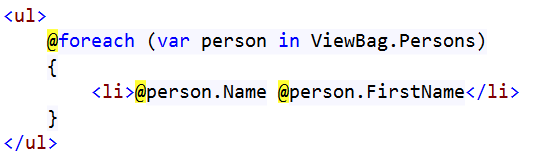 <ul>
    @foreach (var person in ViewBag.Persons)
    {
        <li>@person.Name @person.FirstName</li>
    }
</ul>